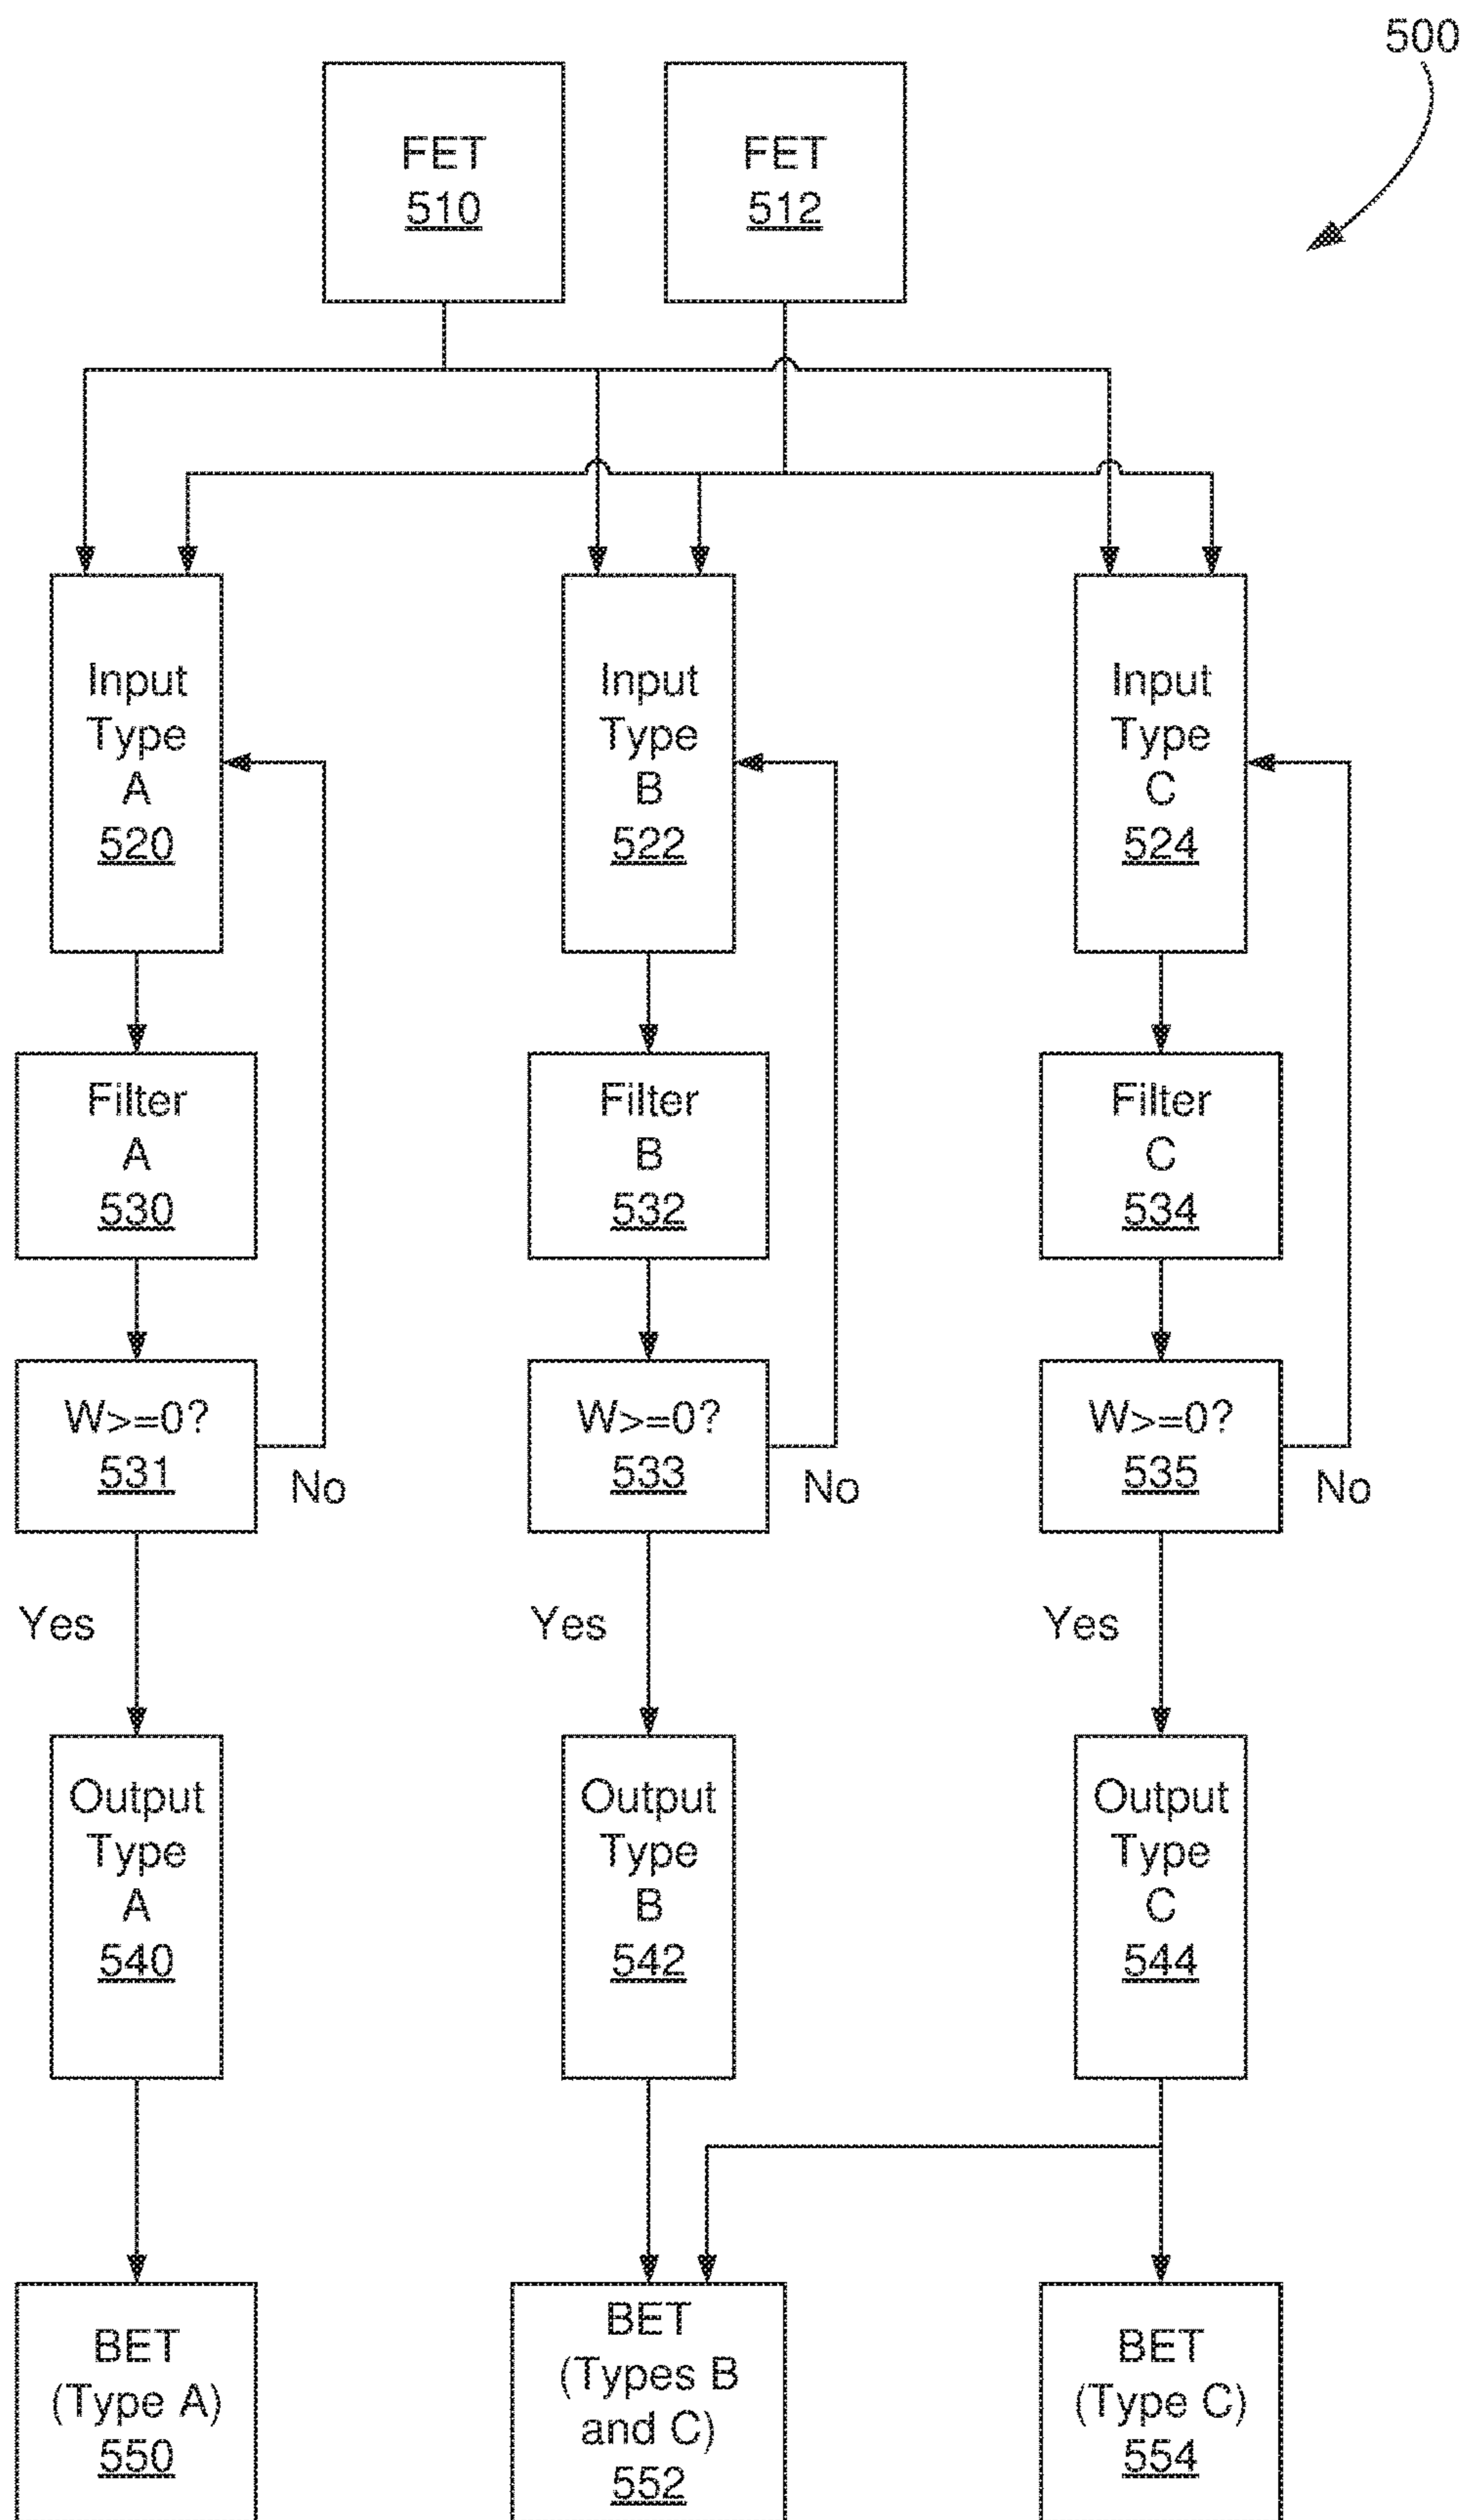 500
FET
510
FET
512
Input
Type
A
520
Input
Type
B
522
Input
Type
C
524
Filter
A
530
Filter
B
532
Filter
C
534
W>=0?
531
No
W>=0?
533
No
W>=0?
535
No
Yes
Yes
Yes
Output
Type
A
540
Output
Type
B
542
Output
Type
C
544
BET
(Type A)
550
BET
(Types B
and C)
552
BET
(Type C)
554